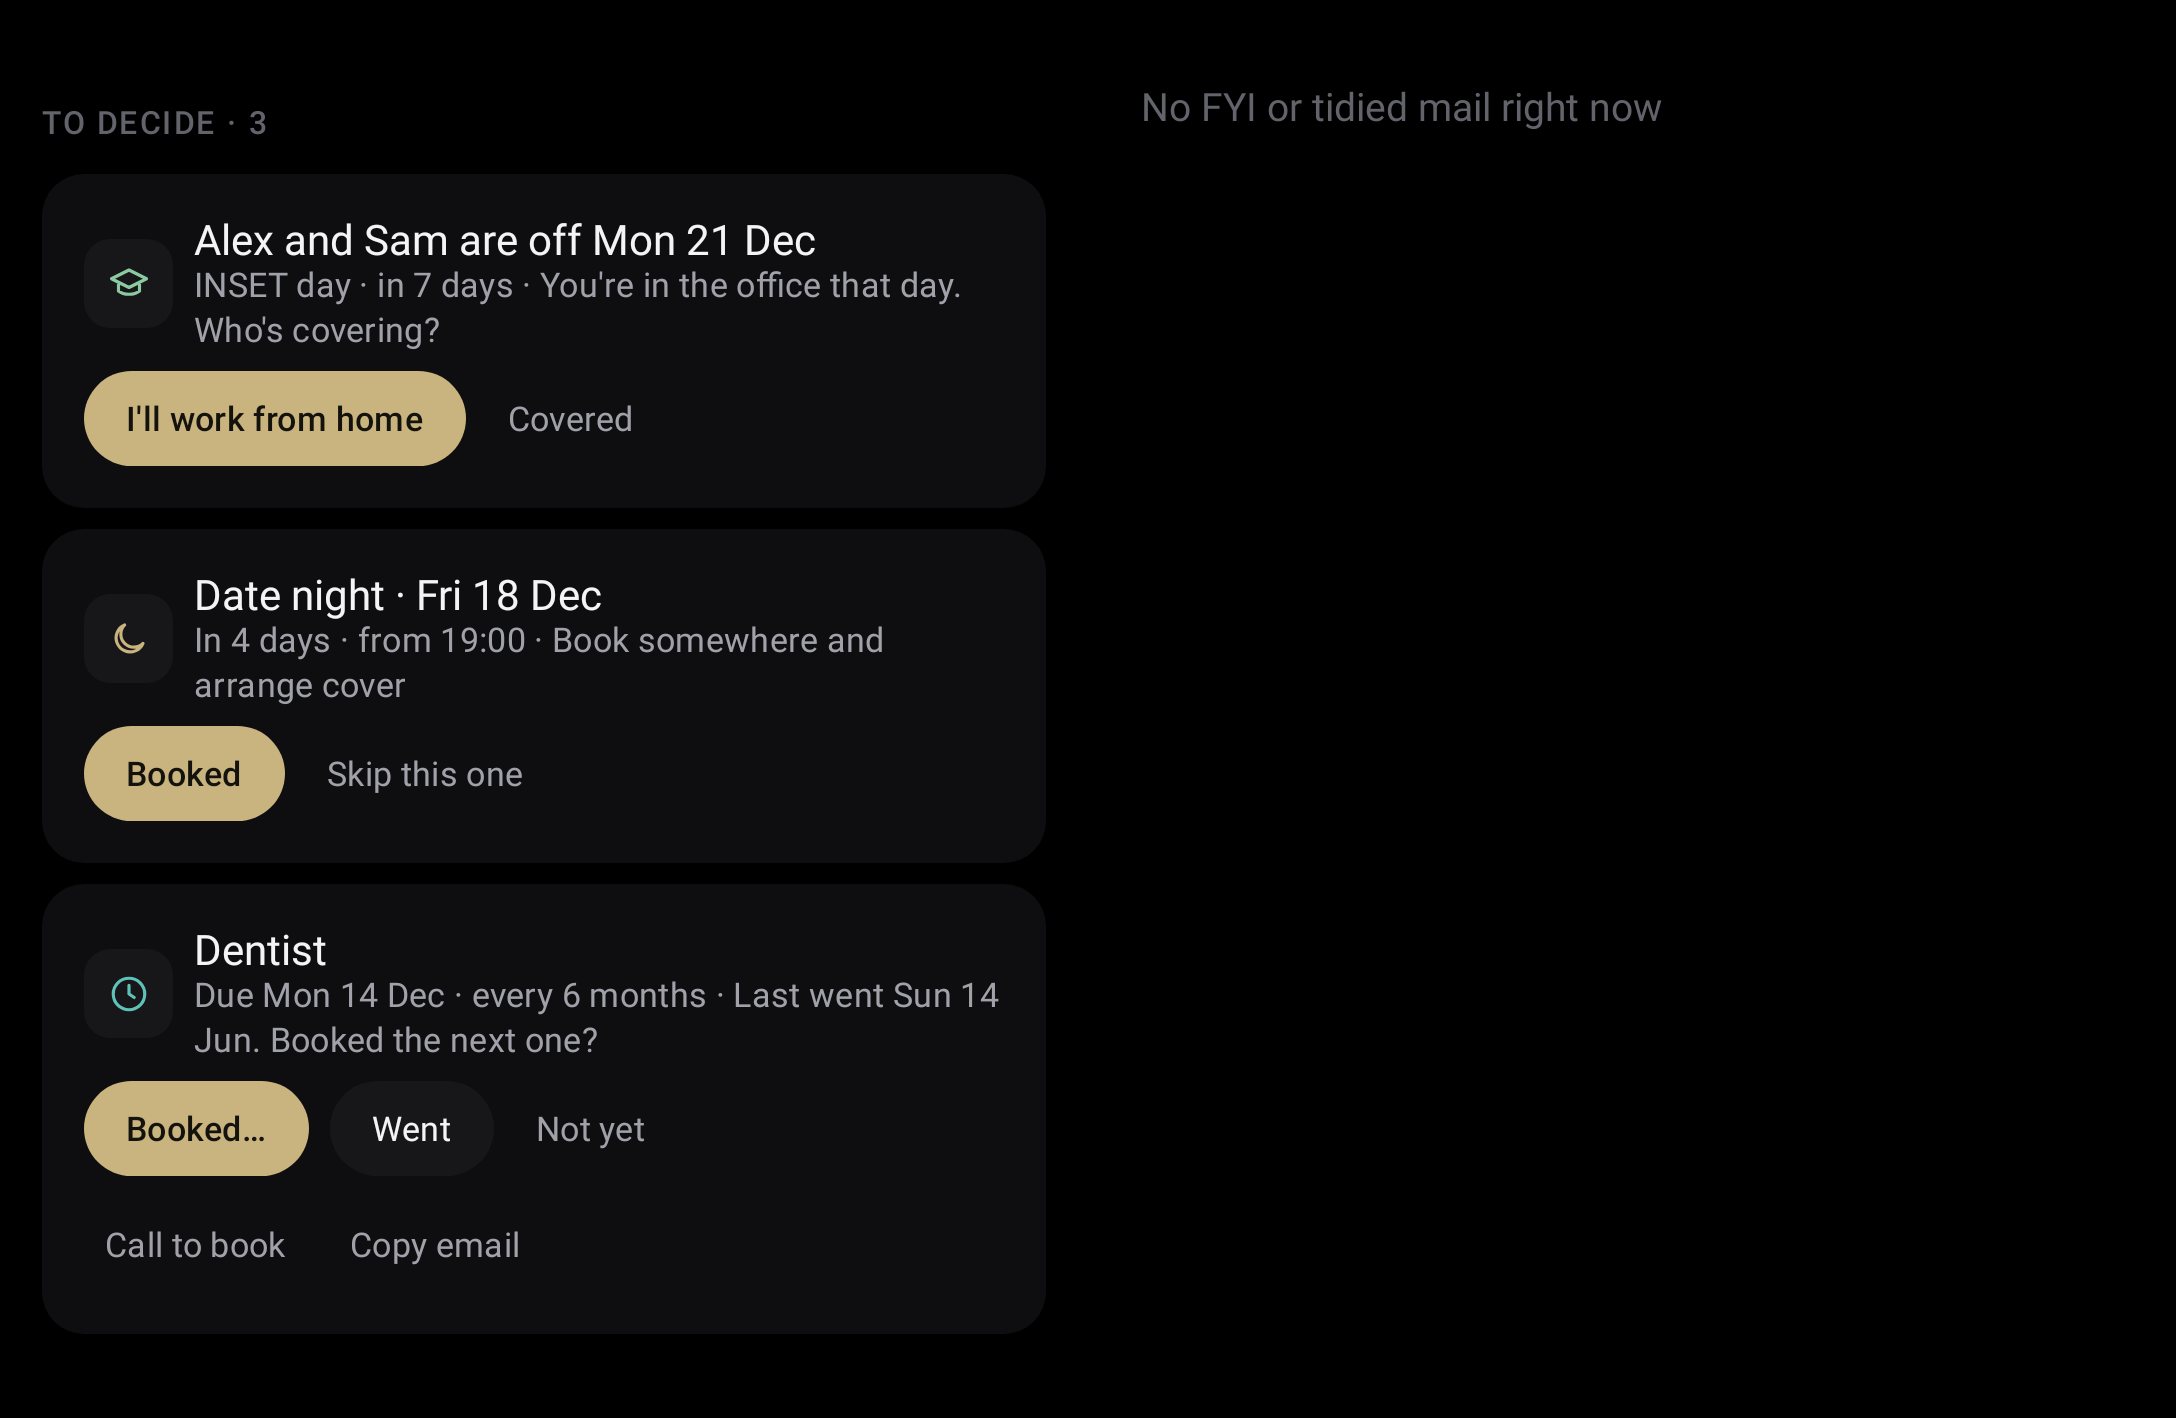 TO DECIDE · 3
Alex and Sam are off Mon 21 Dec
INSET day · in 7 days · You're in the office that day.
Who's covering?
I'll work from home
Covered
Date night · Fri 18 Dec
In 4 days · from 19:00 · Book somewhere and
arrange cover
Booked
Skip this one
Dentist
Due Mon 14 Dec · every 6 months · Last went Sun 14
Jun. Booked the next one?
Booked…
Went
Not yet
Call to book
Copy email
No FYI or tidied mail right now